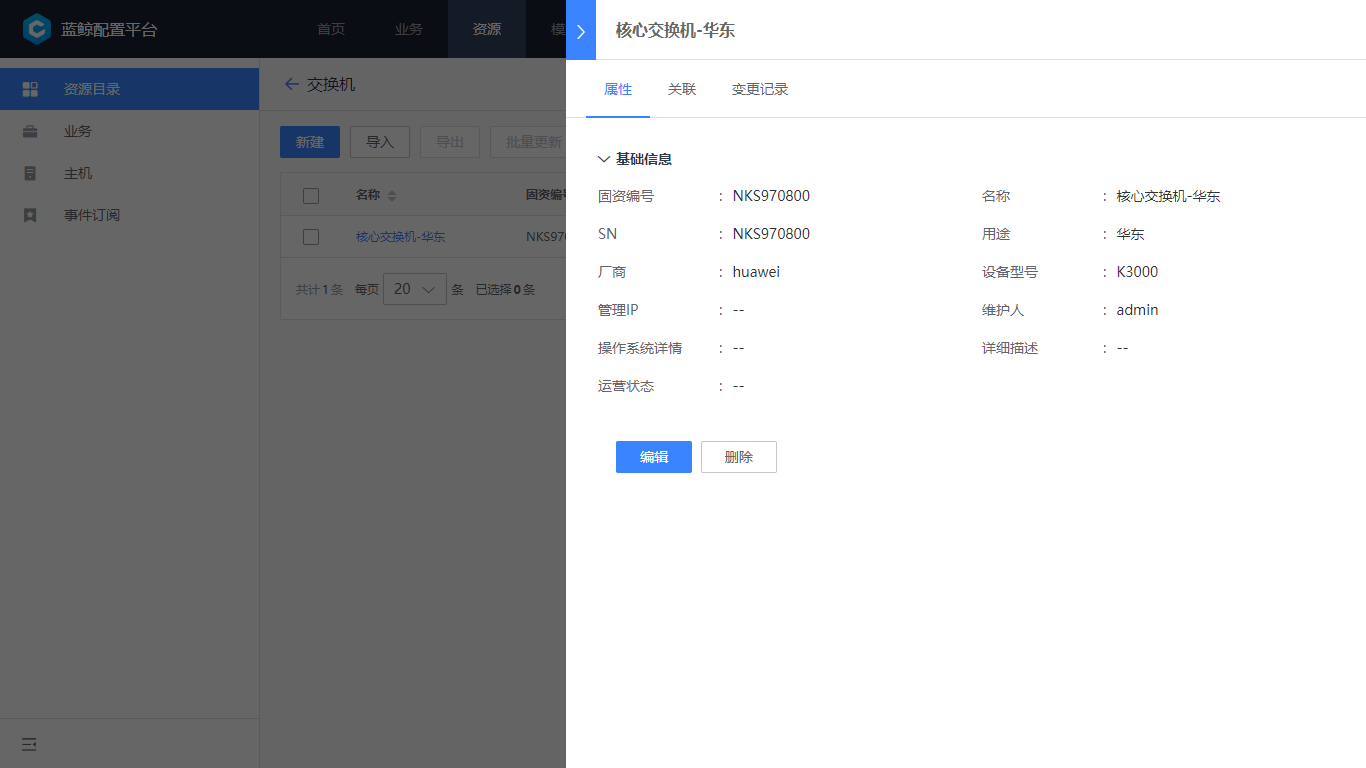 蓝鲸配置平台
首页
业务
资源
资源目录
业务
主机
事件订阅
交换机
新建
导入
导出
批量更新
名称
固资编号
核心交换机-华东
共计1条 每页 20 条 已选择0条
核心交换机-华东
属性 关联 变更记录
基础信息
固资编号 : NKS970800 名称 : 核心交换机-华东
SN : NKS970800 用途 : 华东
厂商 : huawei 设备型号 : K3000
管理IP : -- 维护人 : admin
操作系统详情 : -- 详细描述 : --
运营状态 : --
编辑 删除